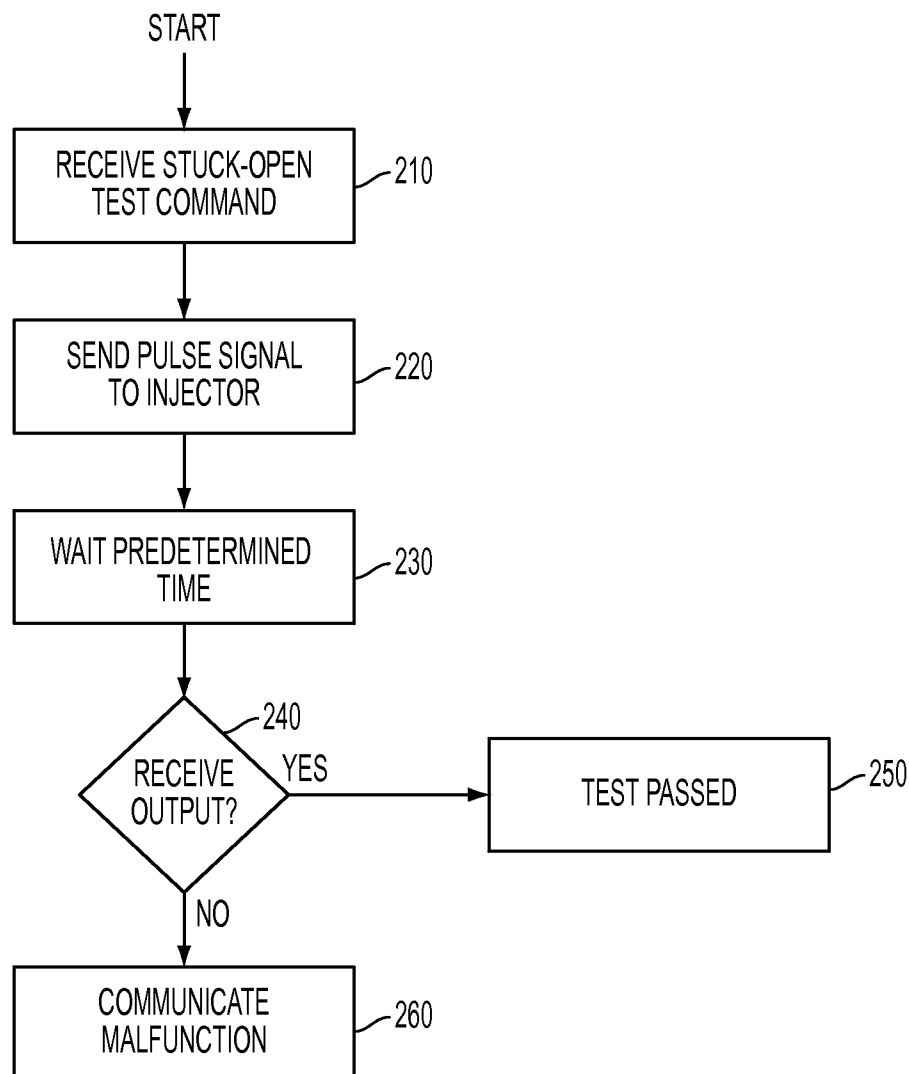 START
RECEIVE STUCK-OPEN
TEST COMMAND
210
SEND PULSE SIGNAL
TO INJECTOR
220
WAIT PREDETERMINED
TIME
230
240
RECEIVE
OUTPUT?
YES
TEST PASSED
250
NO
COMMUNICATE
MALFUNCTION
260